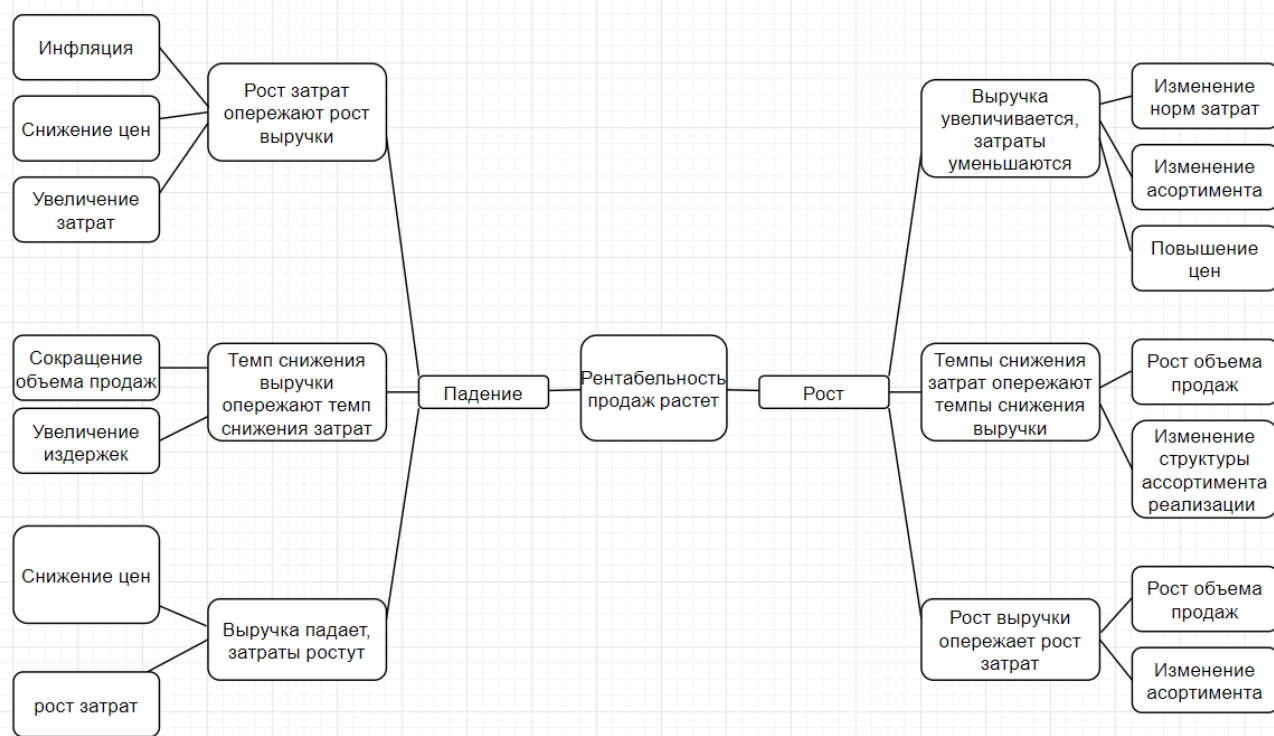 Инфляция
Снижение цен
Увеличение
затрат
Рост затрат
опережают рост
выручки
Сокращение
объема продаж
Увеличение
издержек
Темп снижения
выручки
опережают темп
снижения затрат
Снижение цен
рост затрат
Выручка падает,
затраты ростут
Падение
Рентабельность
продаж растет
Рост
Выручка
увеличивается,
затраты
уменьшаются
Изменение
норм затрат
Изменение
асортимента
Повышение
цен
Темпы снижения
затрат опережают
темпы снижения
выручки
Рост объема
продаж
Изменение
структуры
ассортимента
реализации
Рост выручки
опережает рост
затрат
Рост объема
продаж
Изменение
асортимента